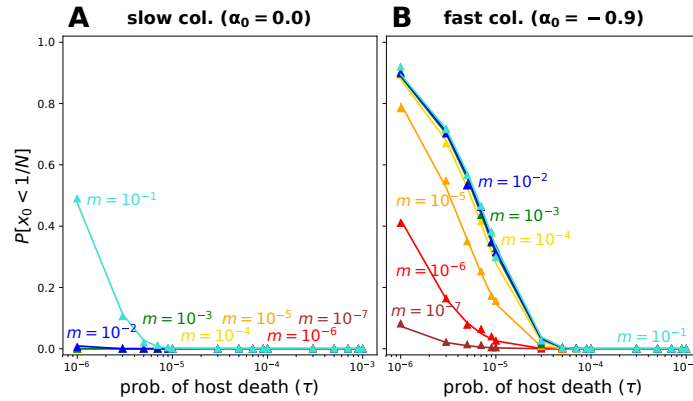 A slow col. (α₀ = 0.0)
B fast col. (α₀ = −0.9)
P[x₀ < 1/N]
1.0
0.8
0.6
0.4
0.2
0.0
m = 10⁻¹
m = 10⁻²
m = 10⁻³
m = 10⁻⁴
m = 10⁻⁵
m = 10⁻⁶
m = 10⁻⁷
10⁻⁶ 10⁻⁵ 10⁻⁴ 10⁻³
prob. of host death (τ)
m = 10⁻²
m = 10⁻⁵
m = 10⁻³
m = 10⁻⁴
m = 10⁻⁶
m = 10⁻⁷
m = 10⁻¹
10⁻⁶ 10⁻⁵ 10⁻⁴ 10⁻³
prob. of host death (τ)